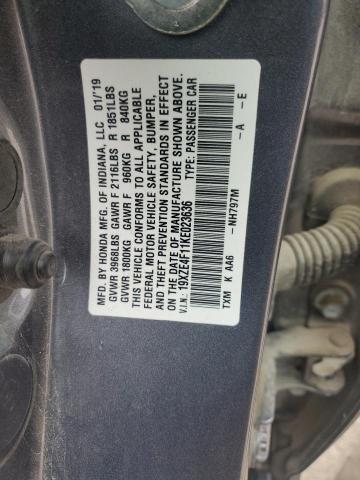 MFD. BY HONDA MFG. OF INDIANA, LLC 01/'19
GVWR 3968LBS GAWR F 2116LBS R 1851LBS
GVWR 1800KG GAWR F 960KG R 840KG
THIS VEHICLE CONFORMS TO ALL APPLICABLE
FEDERAL MOTOR VEHICLE SAFETY, BUMPER,
THEFT PREVENTION STANDARDS IN EFFECT
ON THE DATE OF MANUFACTURE SHOWN ABOVE.
V.I.N.: 19XZE4F11KE023636 TYPE: PASSENGER CAR
-NH797M -A -E
TXM K AA6